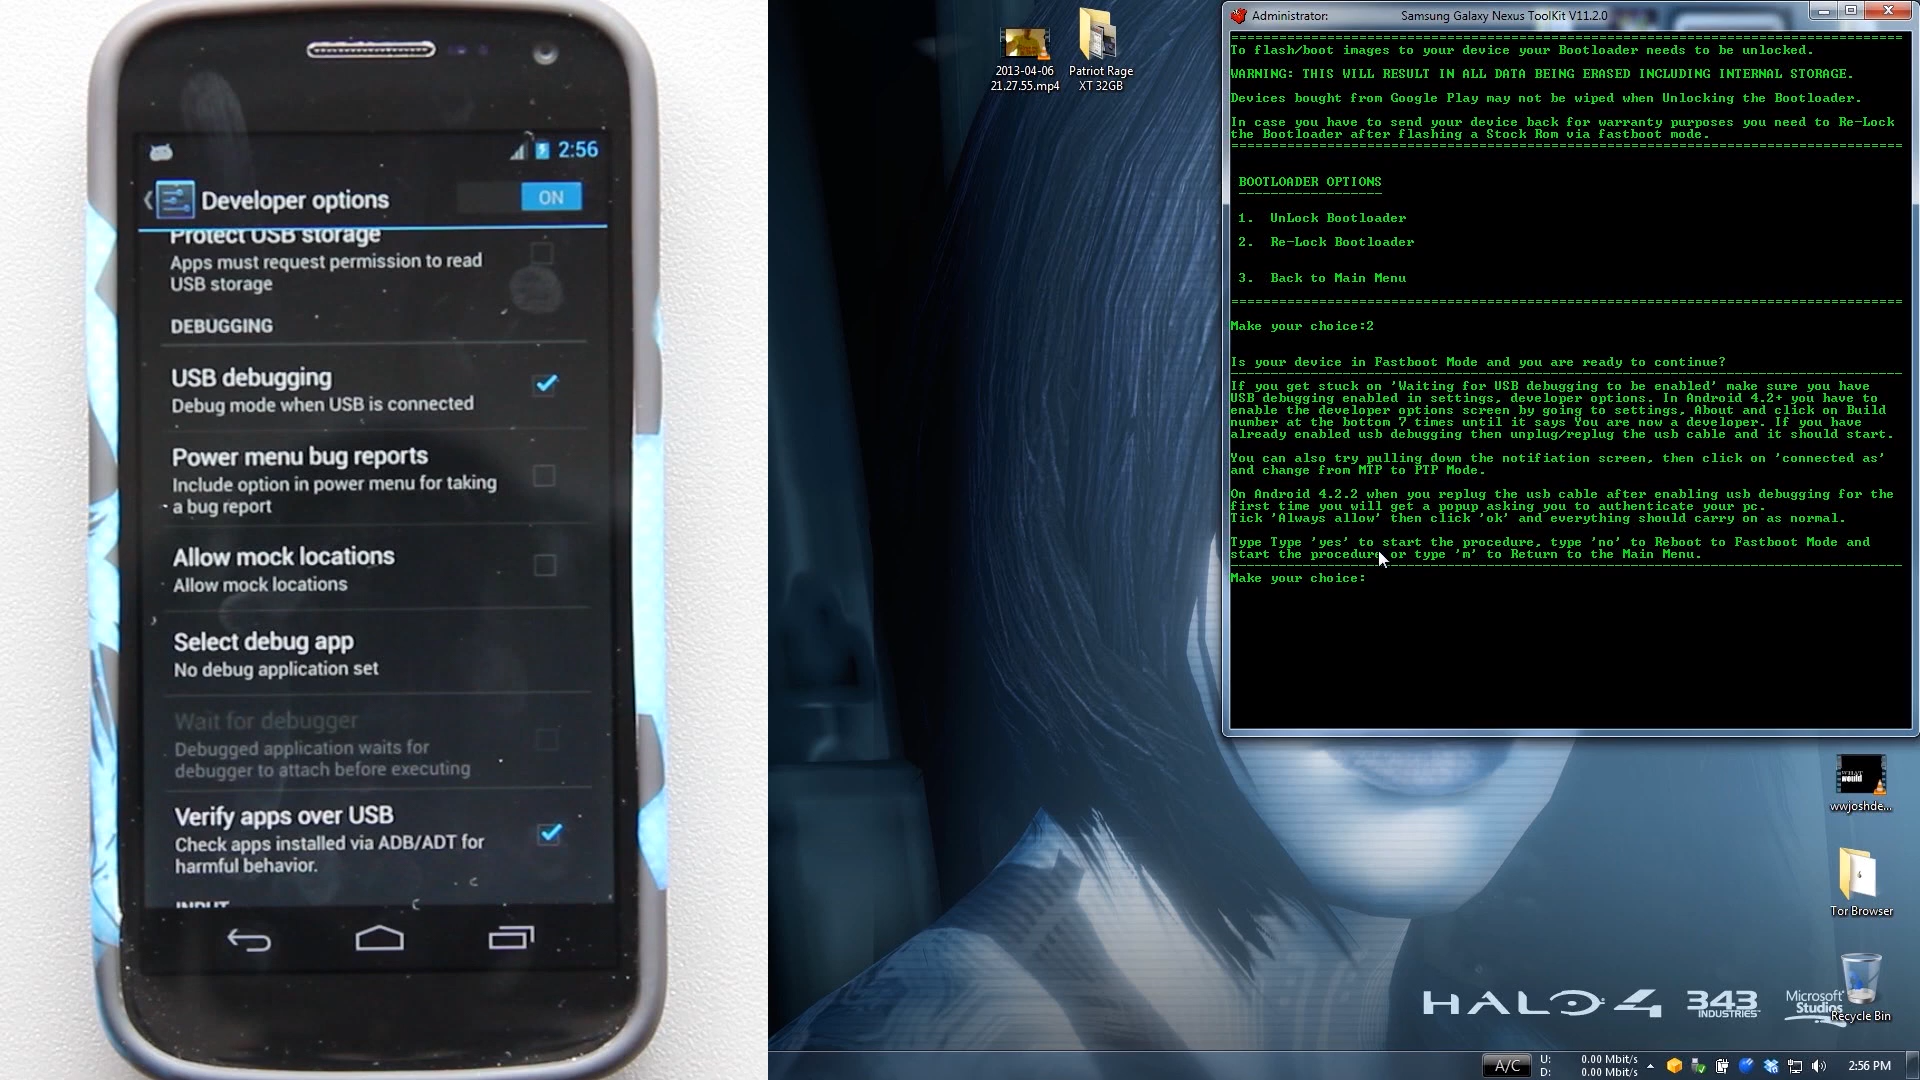 2:56
Developer options
ON
Protect USB storage
Apps must request permission to read
USB storage
DEBUGGING
USB debugging
Debug mode when USB is connected
Power menu bug reports
Include option in power menu for taking
a bug report
Allow mock locations
Allow mock locations
Select debug app
No debug application set
Wait for debugger
Debugged application waits for
debugger to attach before executing
Verify apps over USB
Check apps installed via ADB/ADT for
harmful behavior.
INPUT
2013-04-06
21.27.55.mp4
Patriot Rage
XT 32GB
Administrator: Samsung Galaxy Nexus ToolKit V11.2.0
To flash/boot images to your device your Bootloader needs to be unlocked.
WARNING: THIS WILL RESULT IN ALL DATA BEING ERASED INCLUDING INTERNAL STORAGE.
Devices bought from Google Play may not be wiped when Unlocking the Bootloader.
In case you have to send your device back for warranty purposes you need to Re-Lock
the Bootloader after flashing a Stock Rom via fastboot mode.
BOOTLOADER OPTIONS
1. UnLock Bootloader
2. Re-Lock Bootloader
3. Back to Main Menu
Make your choice:2
Is your device in Fastboot Mode and you are ready to continue?
If you get stuck on 'Waiting for USB debugging to be enabled' make sure you have
USB debugging enabled in settings, developer options. In Android 4.2+ you have to
enable the developer options screen by going to settings, About and click on Build
number at the bottom 7 times until it says You are now a developer. If you have
already enabled usb debugging then unplug/replug the usb cable and it should start.
You can also try pulling down the notifiation screen, then click on 'connected as'
and change from MTP to PTP Mode.
On Android 4.2.2 when you replug the usb cable after enabling usb debugging for the
first time you will get a popup asking you to authenticate your pc.
Tick 'Always allow' then click 'ok' and everything should carry on as normal.
Type Type 'yes' to start the procedure, type 'no' to Reboot to Fastboot Mode and
start the procedure or type 'm' to Return to the Main Menu.
Make your choice:
WHAT
would
wwjoshde...
Tor Browser
Recycle Bin
HALO 4
343
INDUSTRIES
Microsoft
Studios
A/C
U: 0.00 Mbit/s
D: 0.00 Mbit/s
2:56 PM